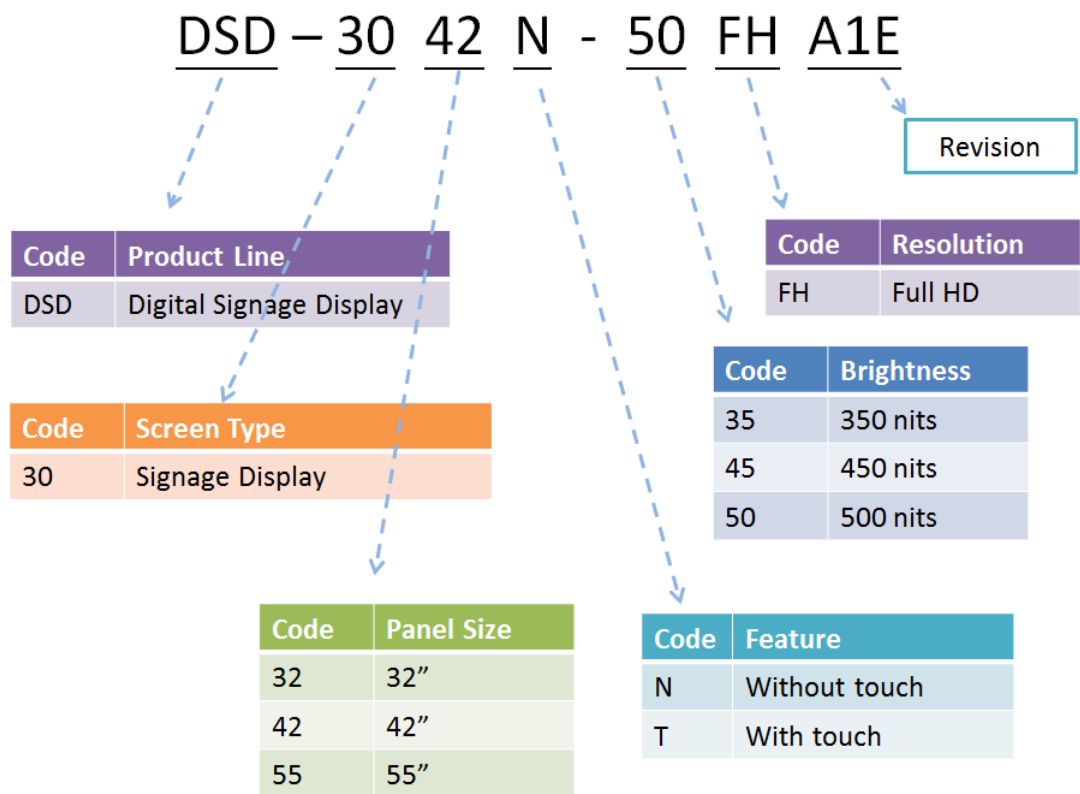 DSD – 30 42 N - 50 FH A1E
Revision
Code Product Line
DSD Digital Signage Display
Code Resolution
FH Full HD
Code Brightness
35 350 nits
45 450 nits
50 500 nits
Code Screen Type
30 Signage Display
Code Panel Size
32 32”
42 42”
55 55”
Code Feature
N Without touch
T With touch